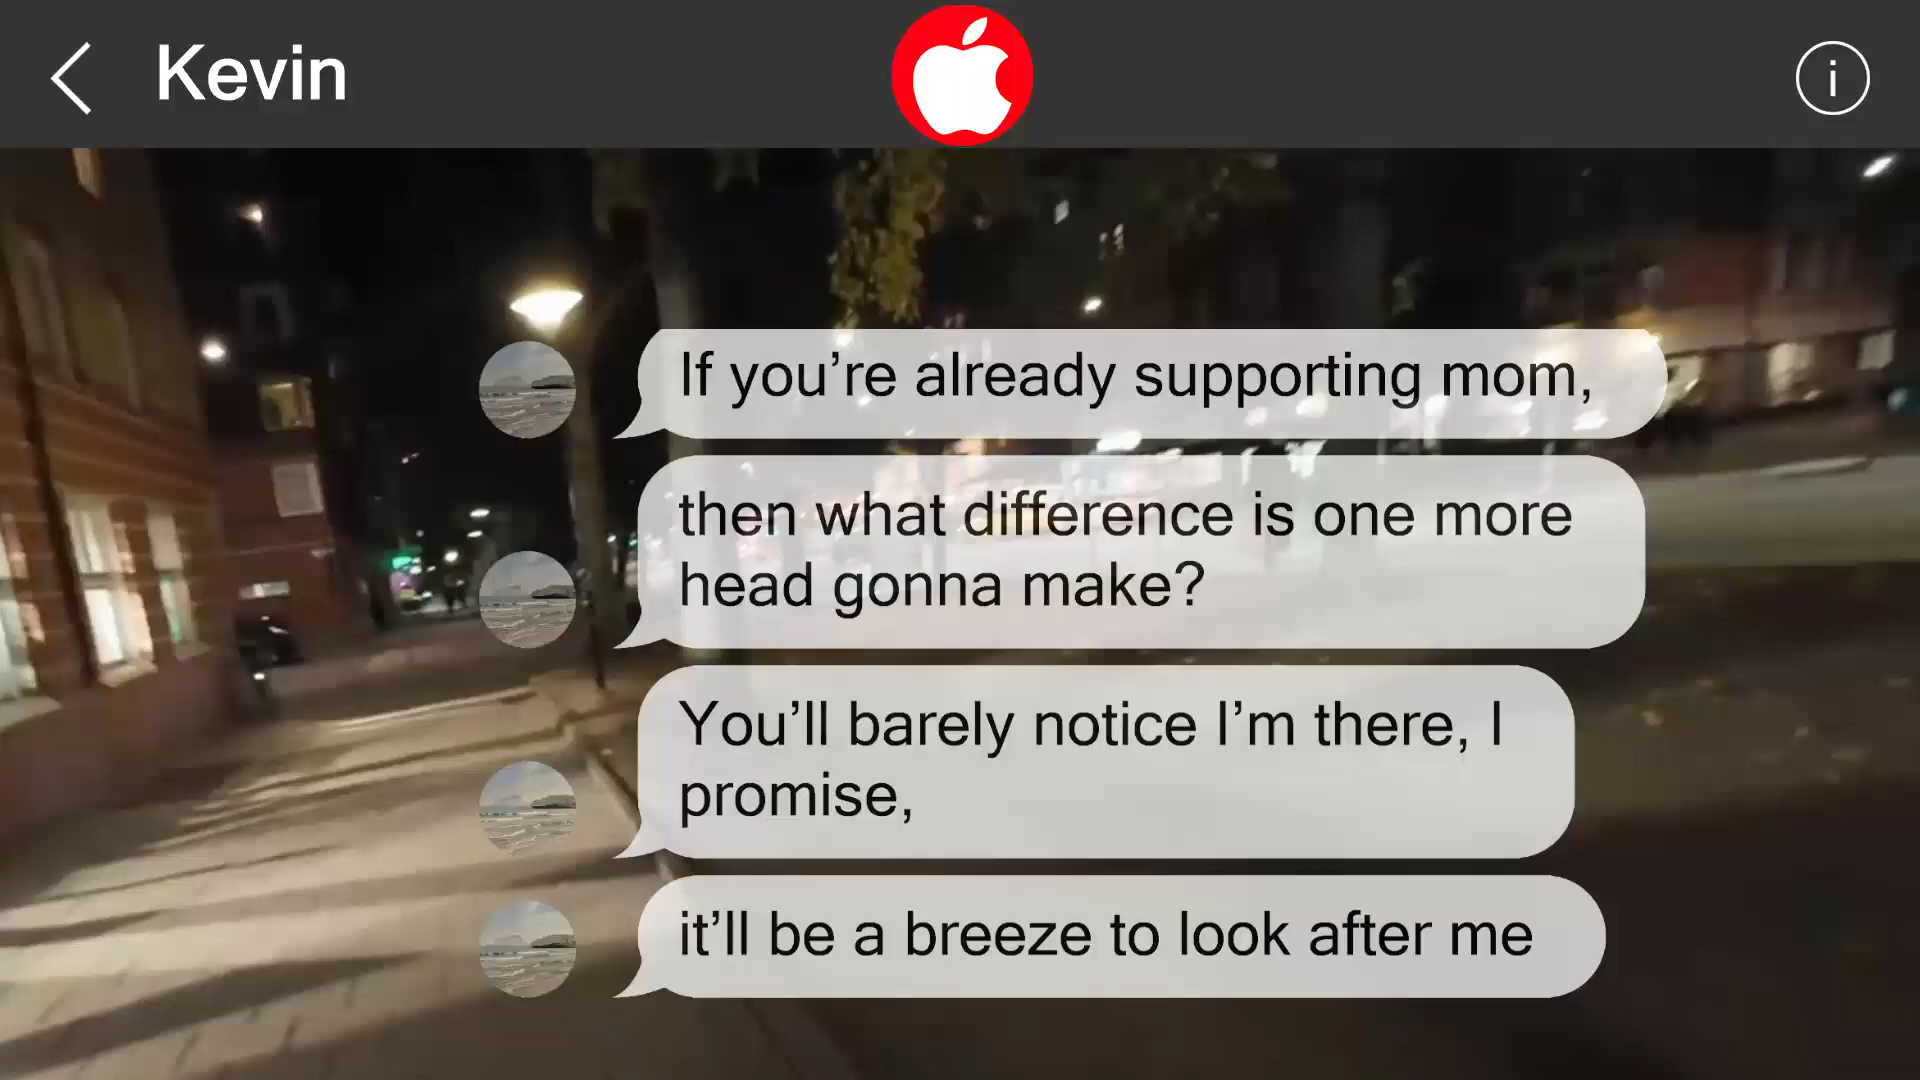 Kevin
If you’re already supporting mom,
then what difference is one more
head gonna make?
You’ll barely notice I’m there, I
promise,
it’ll be a breeze to look after me